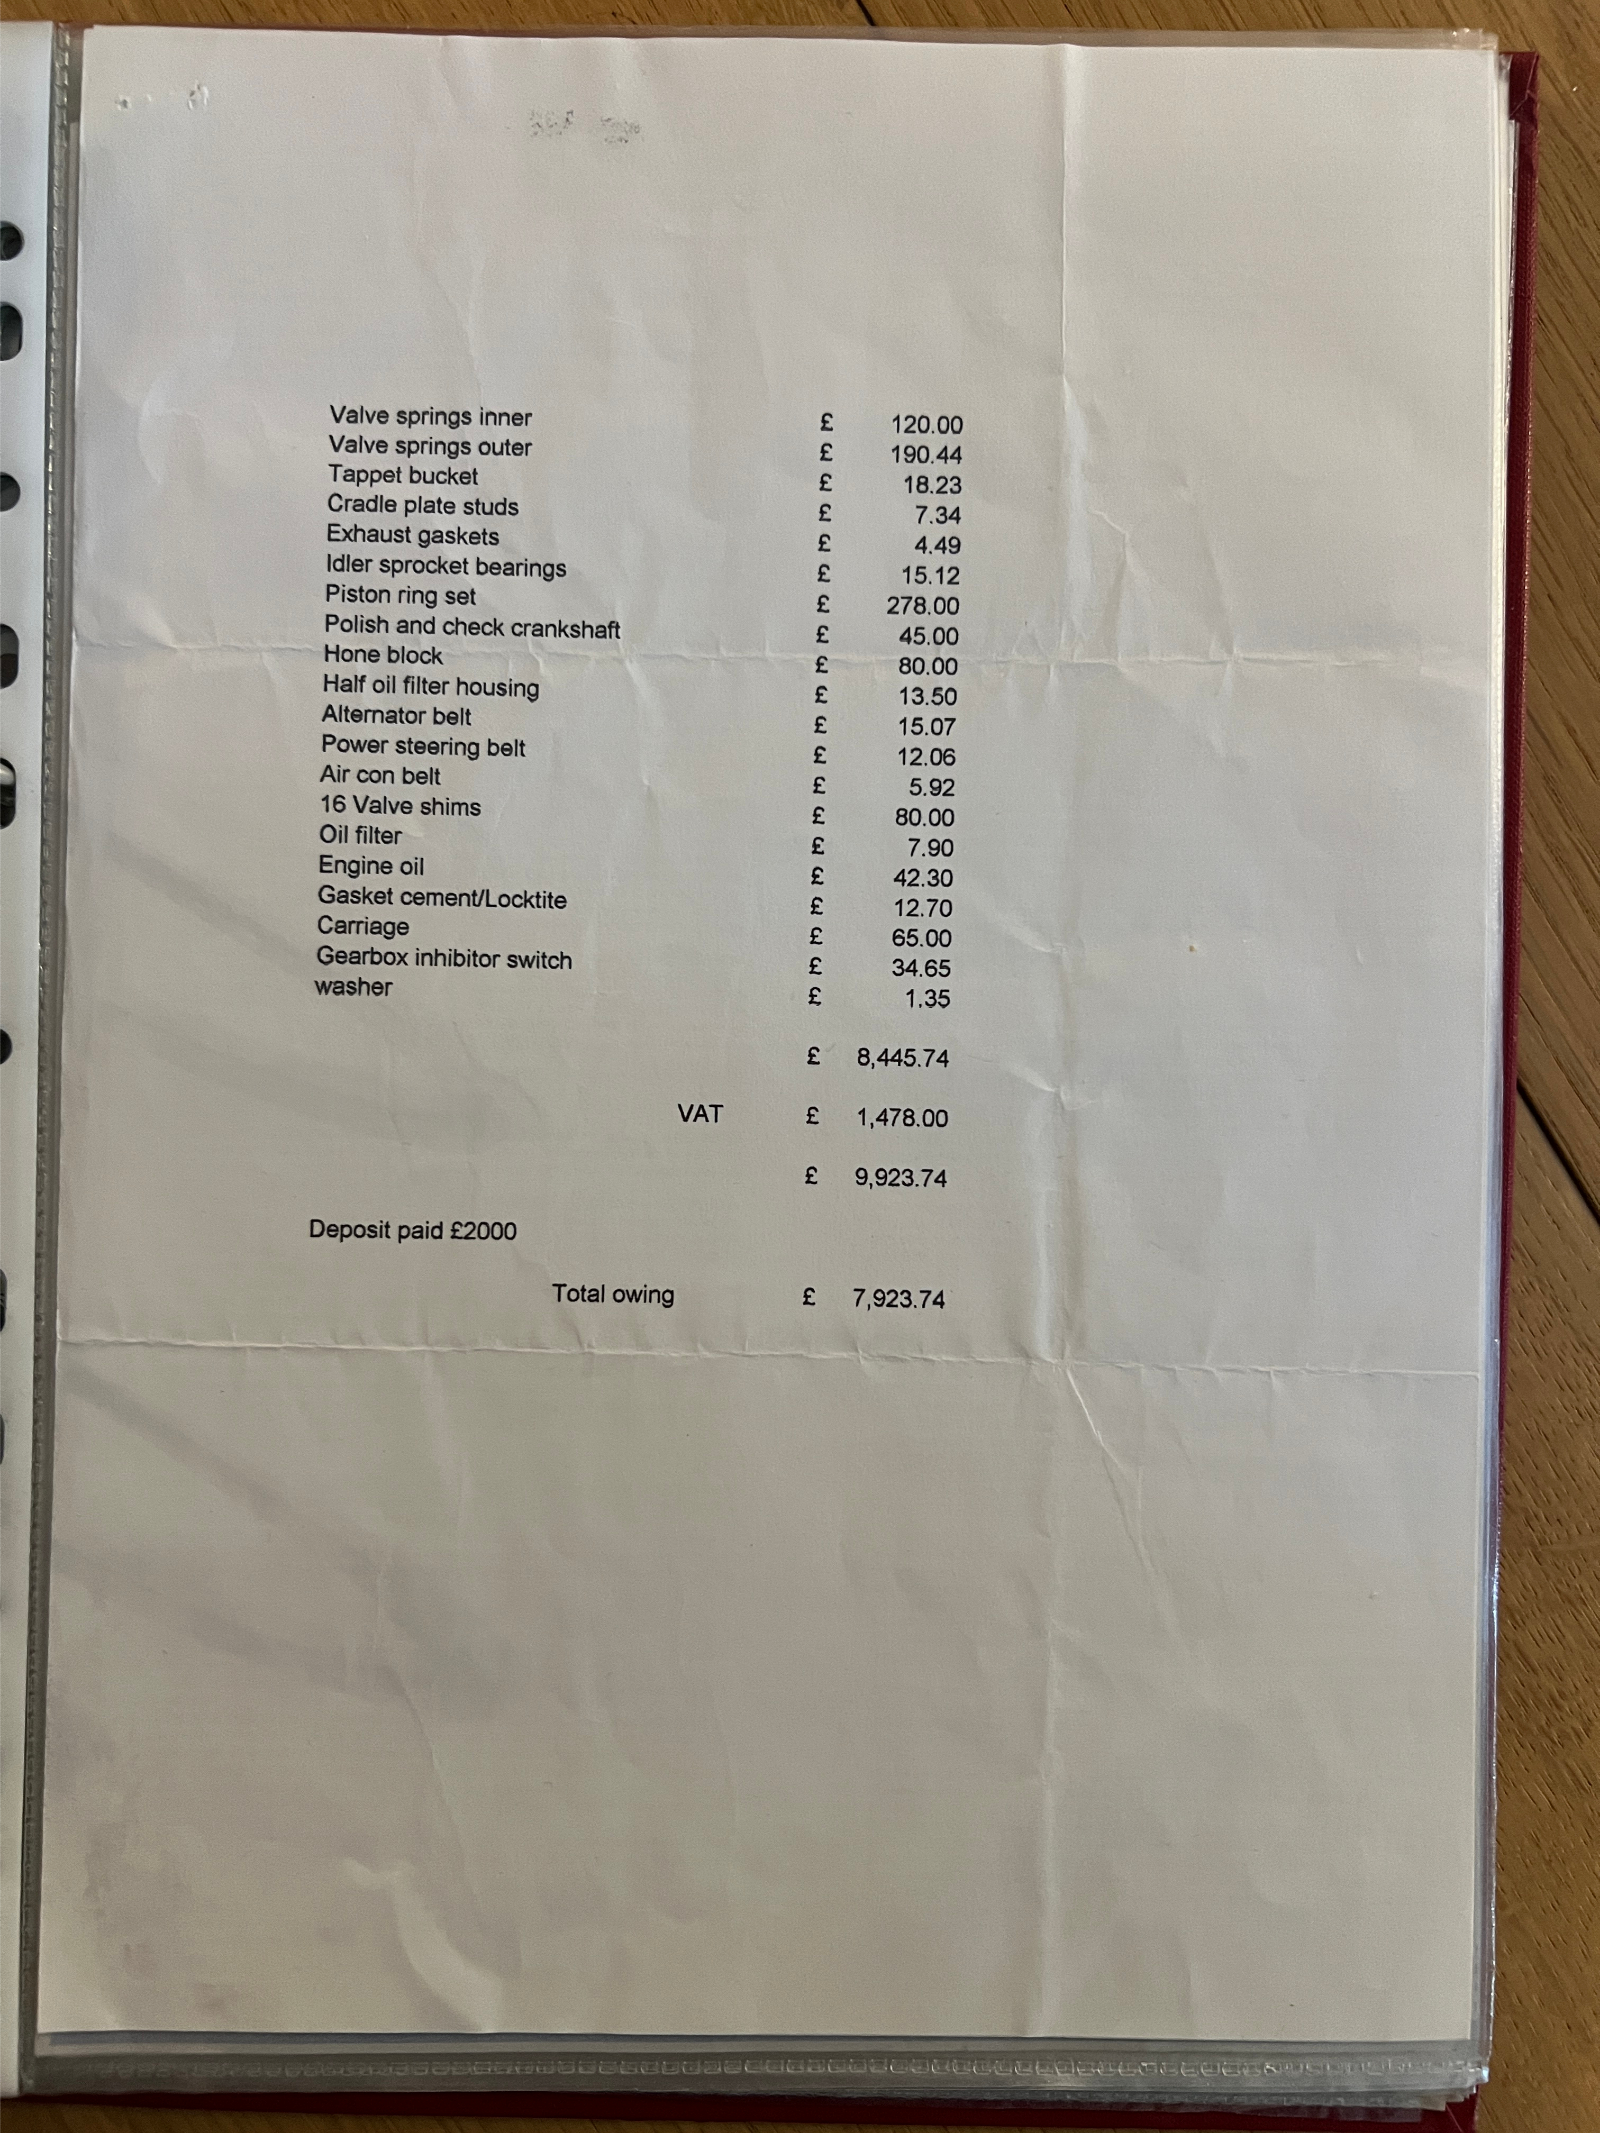 Valve springs inner £ 120.00
Valve springs outer £ 190.44
Tappet bucket £ 18.23
Cradle plate studs £ 7.34
Exhaust gaskets £ 4.49
Idler sprocket bearings £ 15.12
Piston ring set £ 278.00
Polish and check crankshaft £ 45.00
Hone block £ 80.00
Half oil filter housing £ 13.50
Alternator belt £ 15.07
Power steering belt £ 12.06
Air con belt £ 5.92
16 Valve shims £ 80.00
Oil filter £ 7.90
Engine oil £ 42.30
Gasket cement/Locktite £ 12.70
Carriage £ 65.00
Gearbox inhibitor switch £ 34.65
washer £ 1.35
£ 8,445.74
VAT £ 1,478.00
£ 9,923.74
Deposit paid £2000
Total owing £ 7,923.74